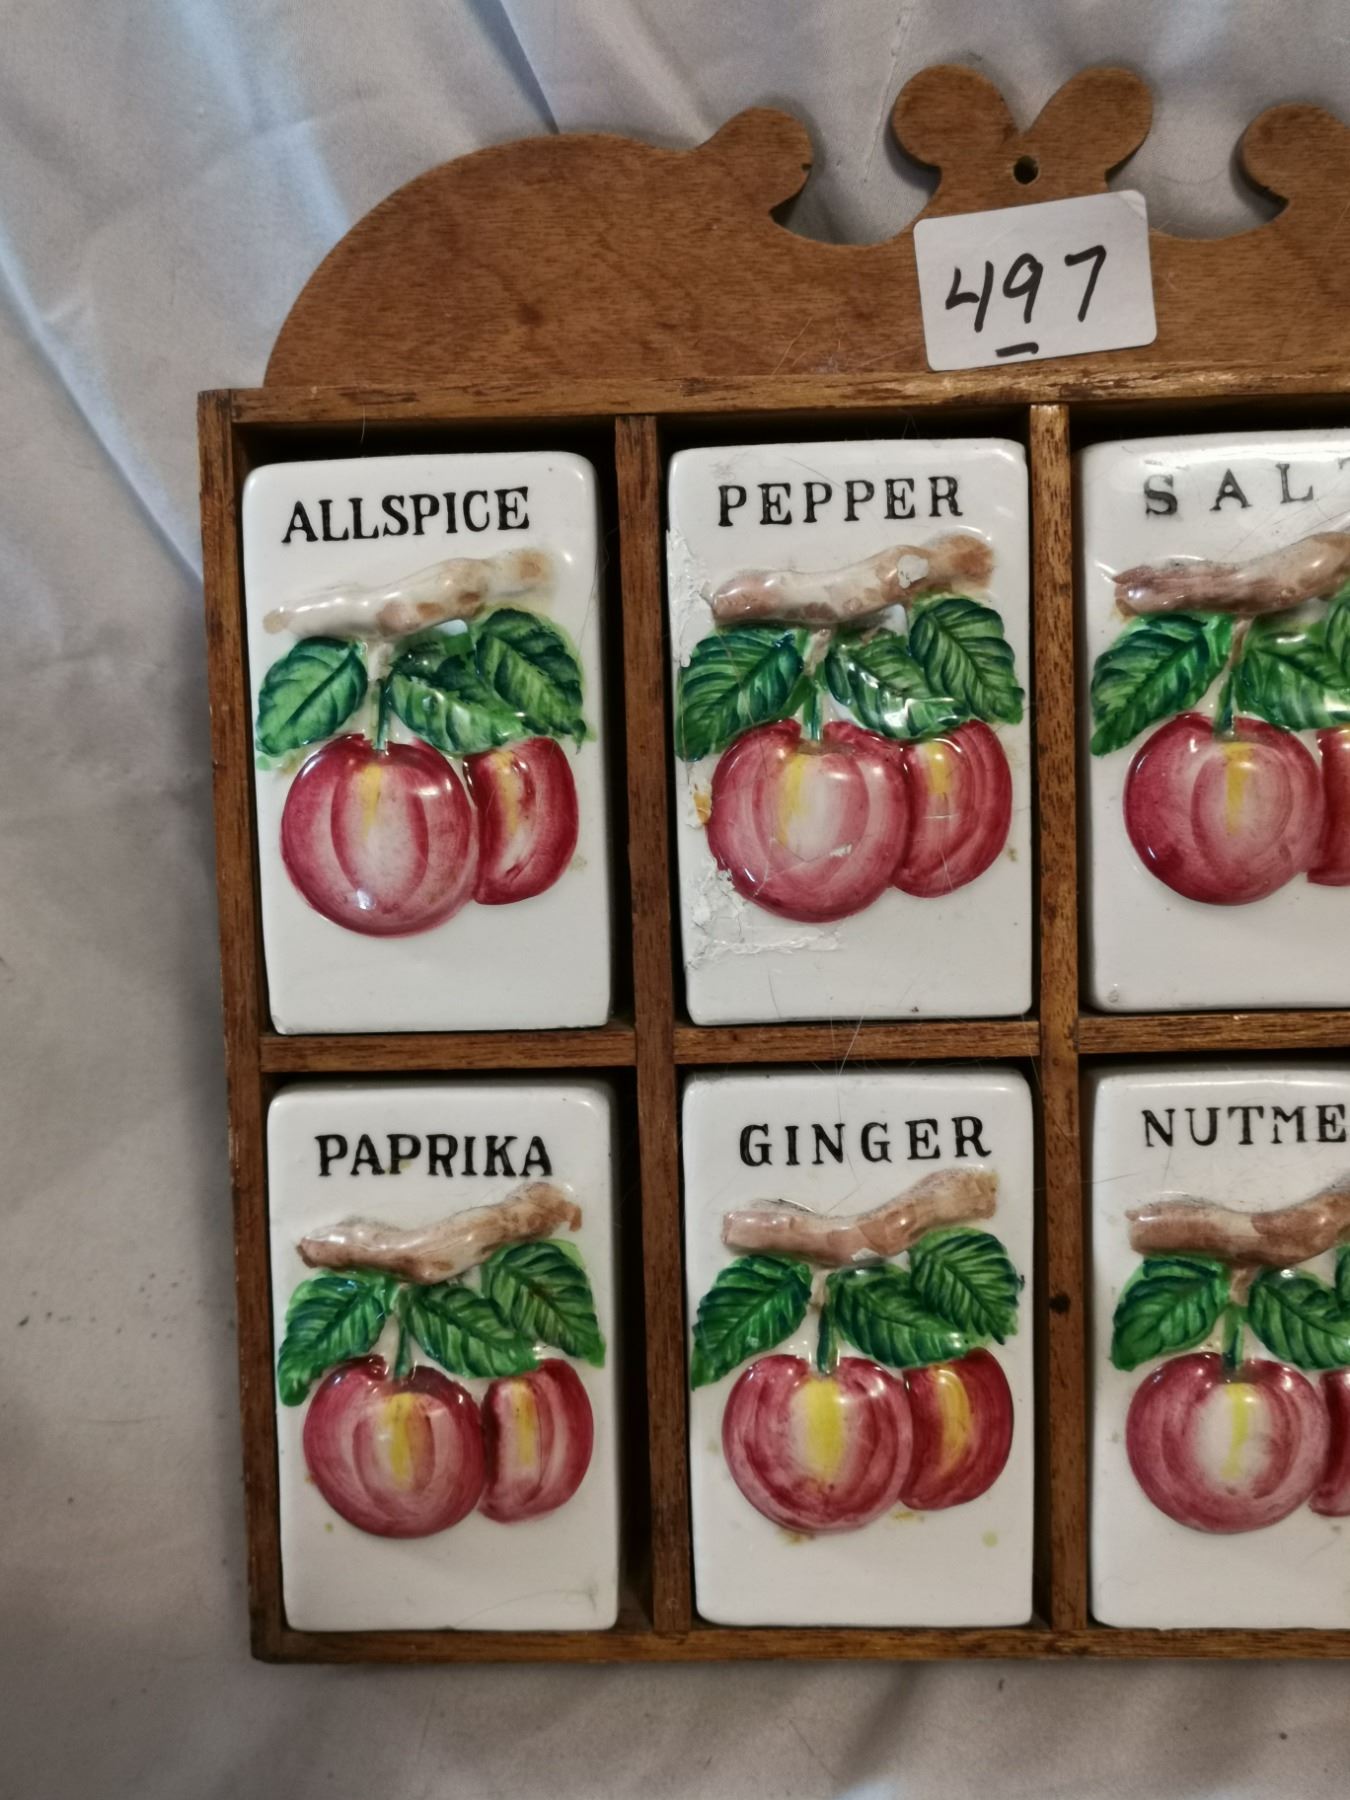 497
ALLSPICE
PEPPER
SAL
PAPRIKA
GINGER
NUTME